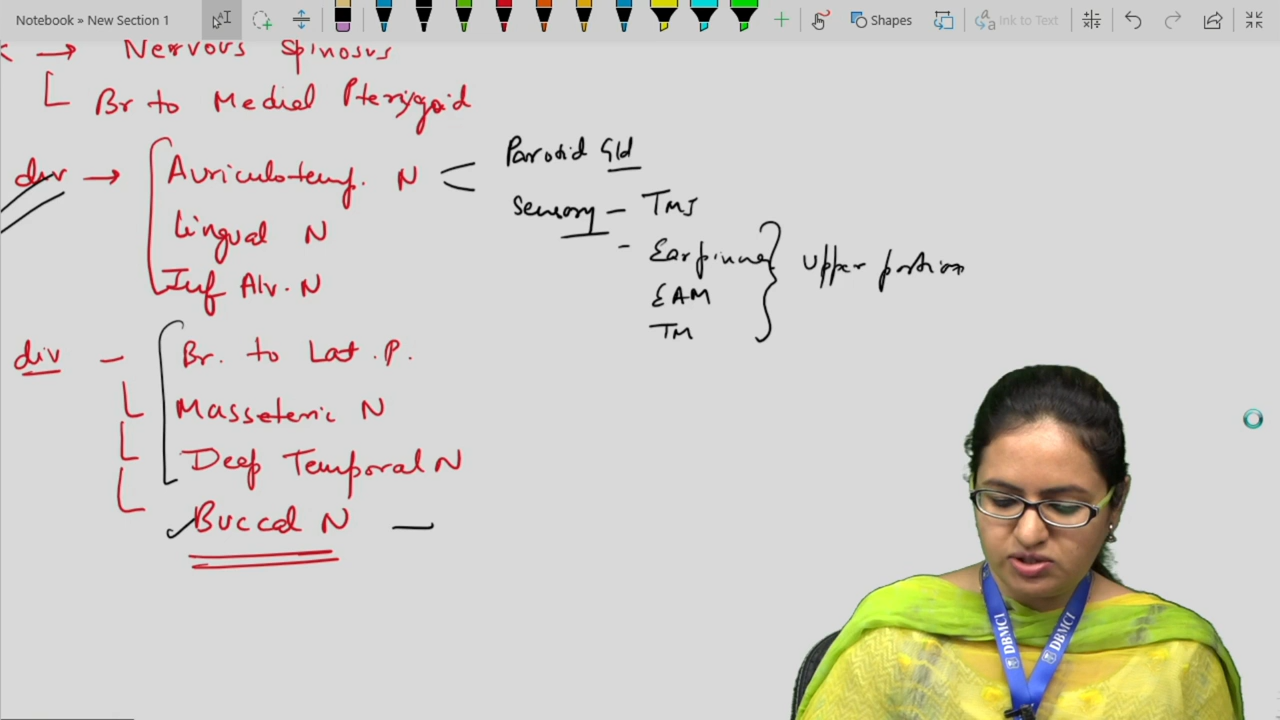 Notebook » New Section 1
Shapes
Ink to Text
→ Nervous Spinosus
Br to Medial Pterygoid
div → Auriculotemp. N
Parotid Gld
Sensory – TMJ
Lingual N
Ear pinna
Upper portion
Inf Alv. N
EAM
TM
div – Br. to Lat. P.
Masseteric N
Deep Temporal N
Buccal N –
DBMCI
DBMCI